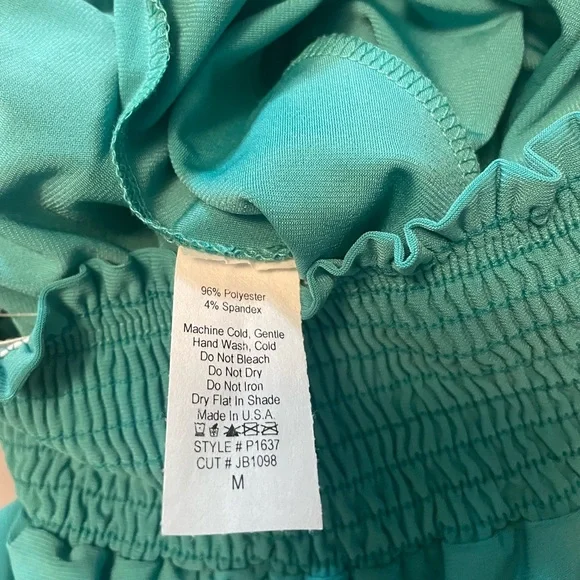 96% Polyester
4% Spandex
Machine Cold, Gentle
Hand Wash, Cold
Do Not Bleach
Do Not Dry
Do Not Iron
Dry Flat In Shade
Made In U.S.A.
STYLE # P1637
CUT # JB1098
M